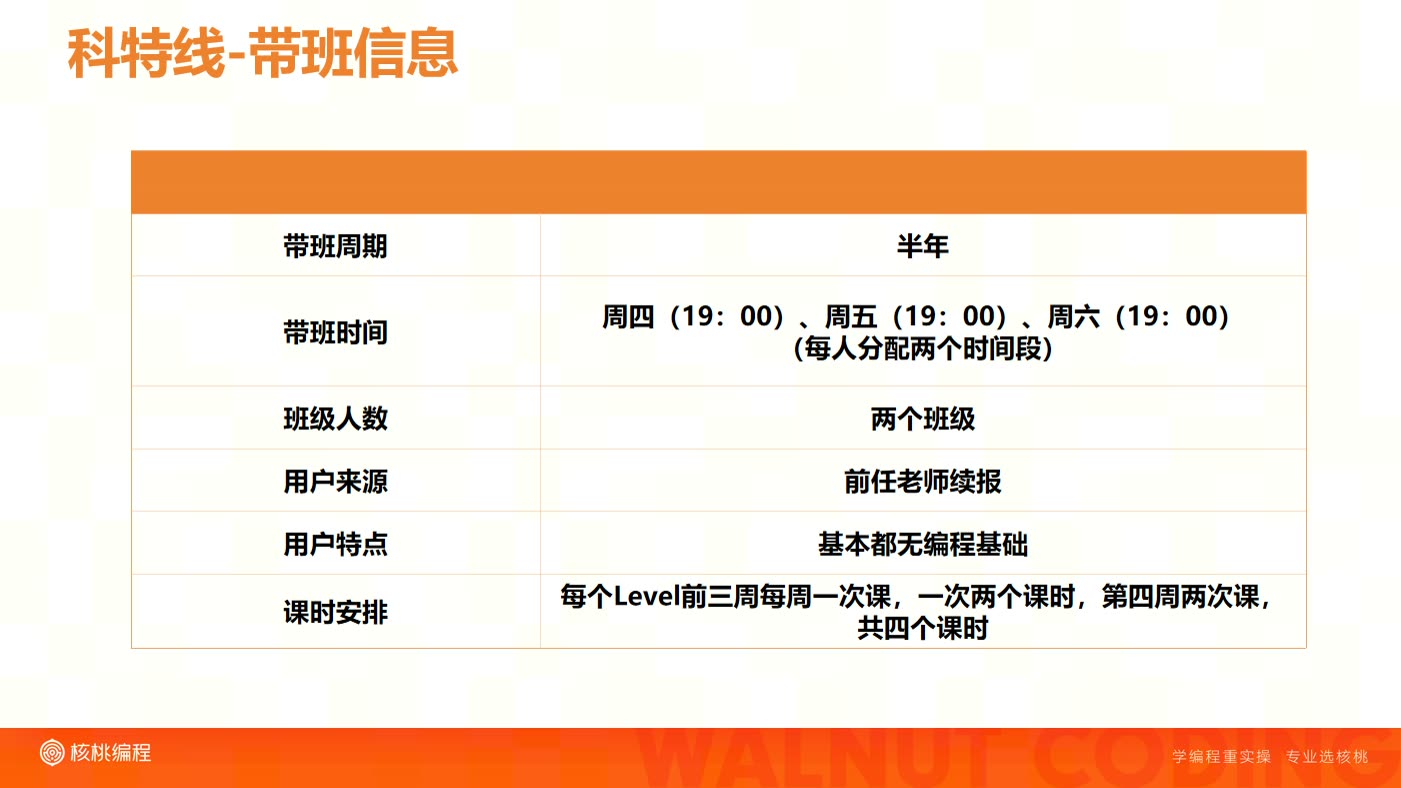 科特线-带班信息
带班周期
半年
带班时间
周四（19：00）、周五（19：00）、周六（19：00）
（每人分配两个时间段）
班级人数
两个班级
用户来源
前任老师续报
用户特点
基本都无编程基础
课时安排
每个Level前三周每周一次课，一次两个课时，第四周两次课，
共四个课时
核桃编程
WALNUT CODING
学编程重实操 专业选核桃